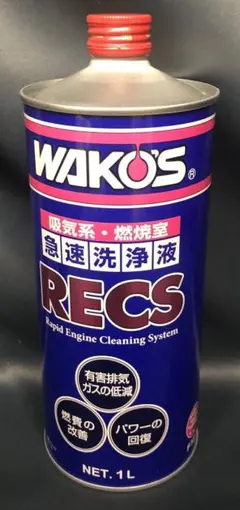 WAKO'S®
吸気系・燃焼室
急速洗浄液
RECS
Rapid Engine Cleaning System
有害排気
ガスの低減
燃費の
改善
パワーの
回復
NET. 1L